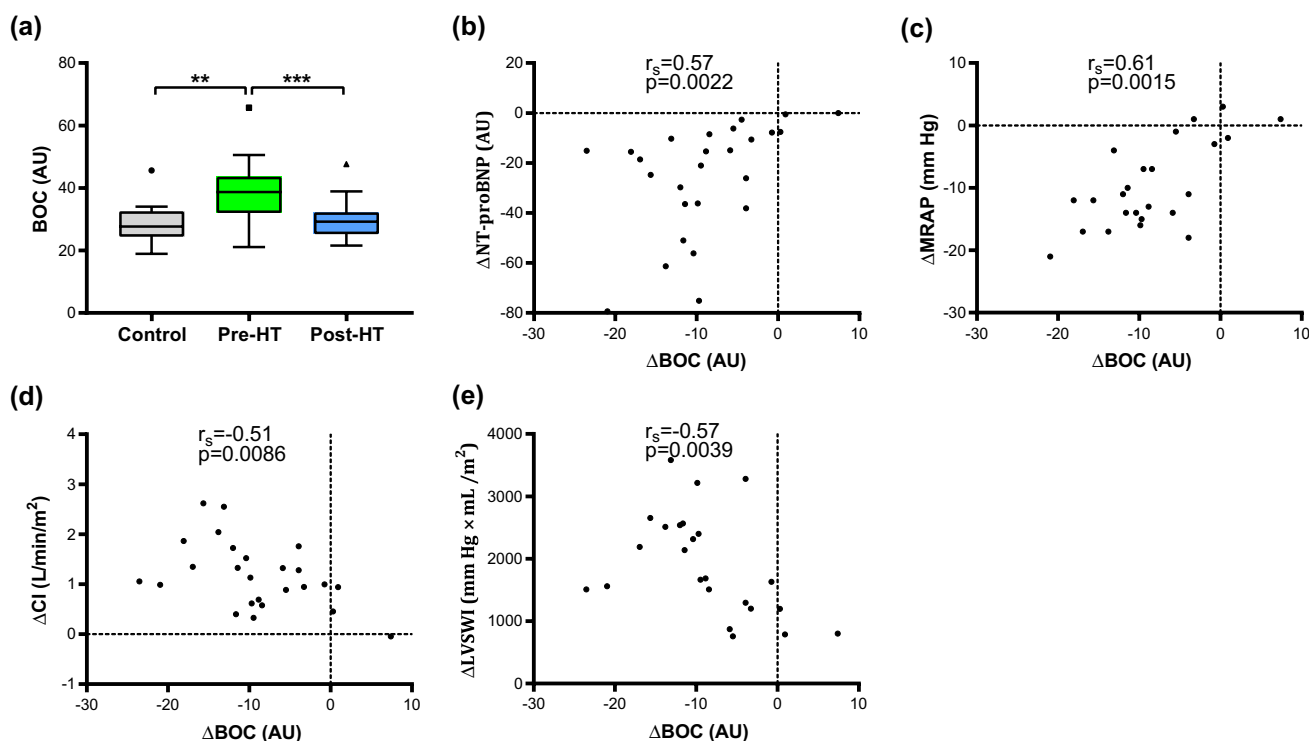 (a)
BOC (AU)
80
60
40
20
0
**
***
Control
Pre-HT
Post-HT
(b)
rs=0.57
p=0.0022
ΔNT-proBNP (AU)
20
0
-20
-40
-60
-80
-30
-20
-10
0
10
ΔBOC (AU)
(c)
rs=0.61
p=0.0015
ΔMRAP (mm Hg)
10
0
-10
-20
-30
-30
-20
-10
0
10
ΔBOC (AU)
(d)
rs=-0.51
p=0.0086
ΔCI (L/min/m²)
4
3
2
1
0
-1
-30
-20
-10
0
10
ΔBOC (AU)
(e)
rs=-0.57
p=0.0039
ΔLVSWI (mm Hg × mL /m²)
4000
3000
2000
1000
0
-30
-20
-10
0
10
ΔBOC (AU)